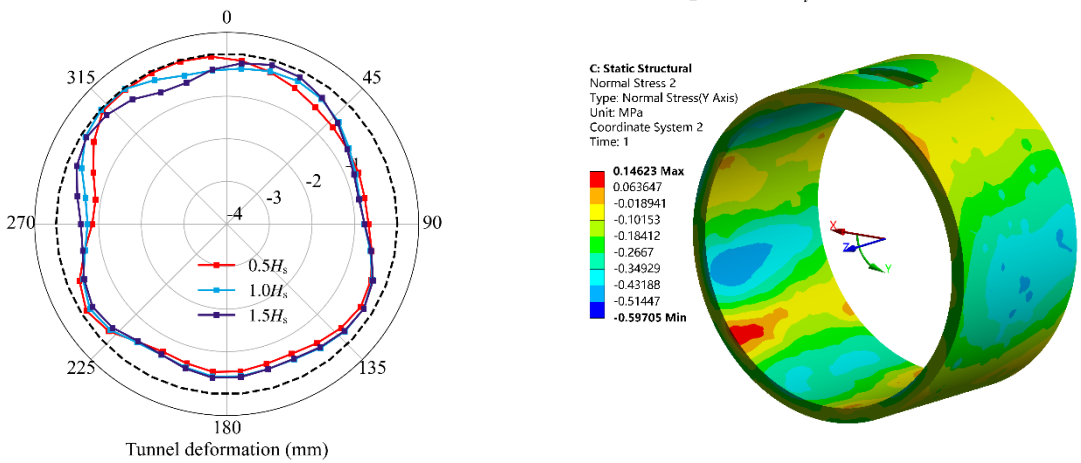 0
45
90
135
180
225
270
315
-1
-2
-3
-4
0.5Hs
1.0Hs
1.5Hs
Tunnel deformation (mm)
C: Static Structural
Normal Stress 2
Type: Normal Stress(Y Axis)
Unit: MPa
Coordinate System 2
Time: 1
0.14623 Max
0.063647
-0.018941
-0.10153
-0.18412
-0.2667
-0.34929
-0.43188
-0.51447
-0.59705 Min
X
Z
Y